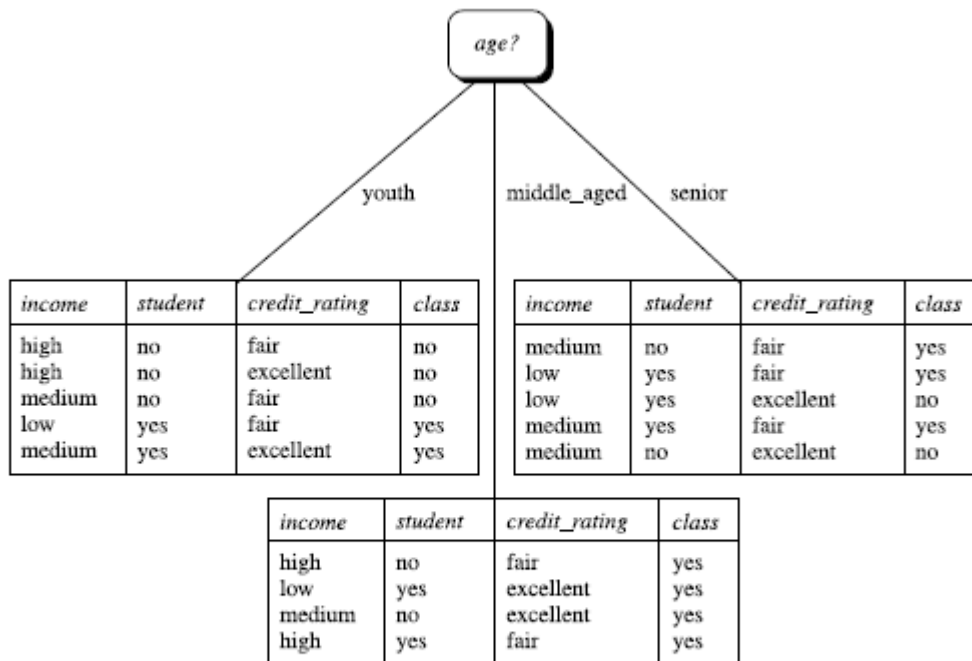 age?
youth
middle_aged
senior
income student credit_rating class
high no fair no
high no excellent no
medium no fair no
low yes fair yes
medium yes excellent yes
income student credit_rating class
medium no fair yes
low yes fair yes
low yes excellent no
medium yes fair yes
medium no excellent no
income student credit_rating class
high no fair yes
low yes excellent yes
medium no excellent yes
high yes fair yes